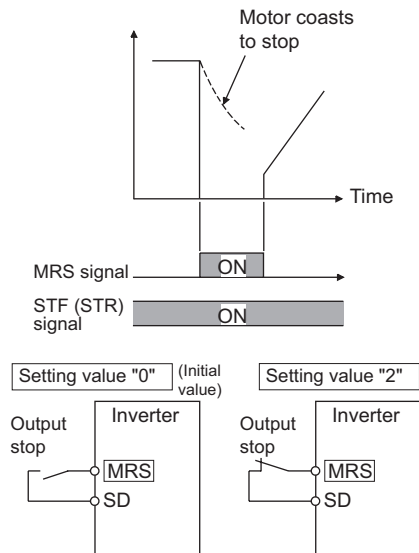 Motor coasts
to stop
Time
MRS signal
ON
STF (STR)
signal
ON
Setting value "0"
(Initial
value)
Setting value "2"
Output
stop
Inverter
MRS
SD
Output
stop
Inverter
MRS
SD